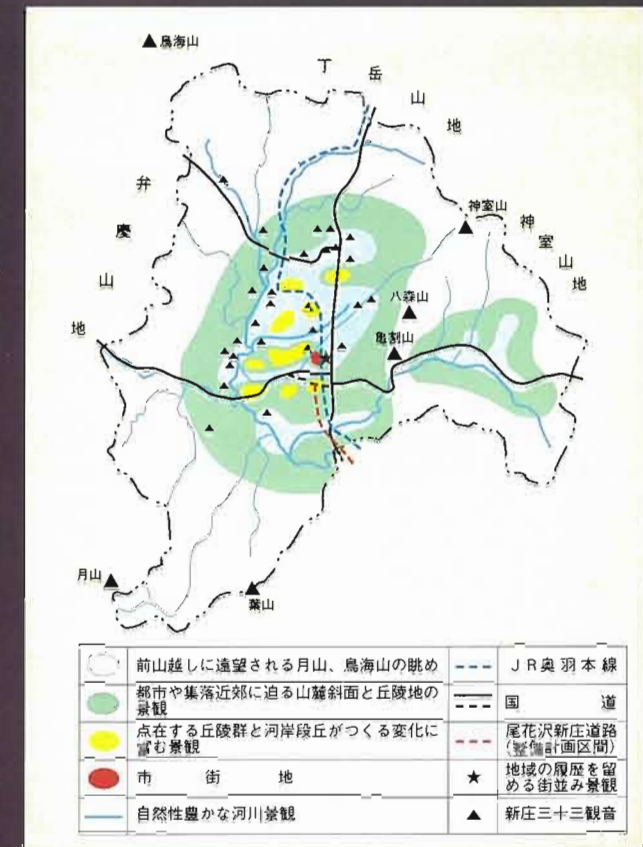 鳥海山
丁岳山地
弁慶山地
神室山
神室山地
八森山
亀割山
月山
葉山
前山越しに遠望される月山、鳥海山の眺め
都市や集落近郊に迫る山麓斜面と丘陵地の
景観
点在する丘陵群と河岸段丘がつくる変化に
富む景観
市街地
自然性豊かな河川景観
JR奥羽本線
国道
尾花沢新庄道路
(整備計画区間)
地域の履歴を留
める街並み景観
新庄三十三観音